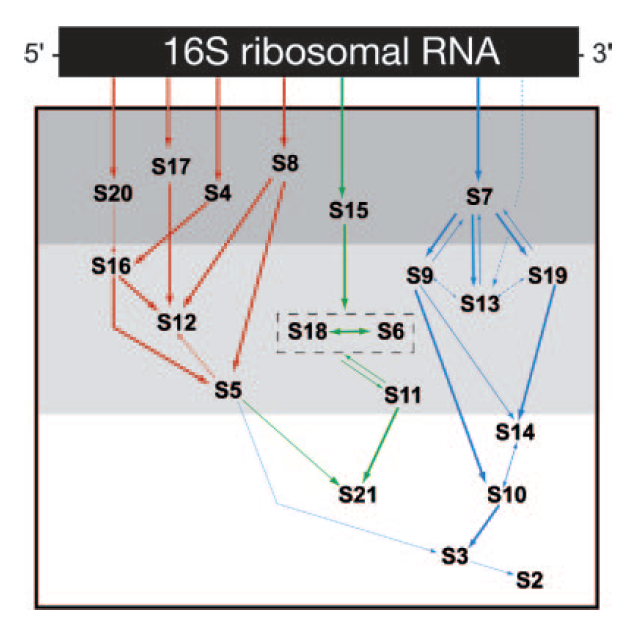 5' 16S ribosomal RNA 3'
S8
S17
S20 S4 S7
S15
S16 S9 S19
S13
S12
S18 S6
S5 S11
S14
S21 S10
S3
S2